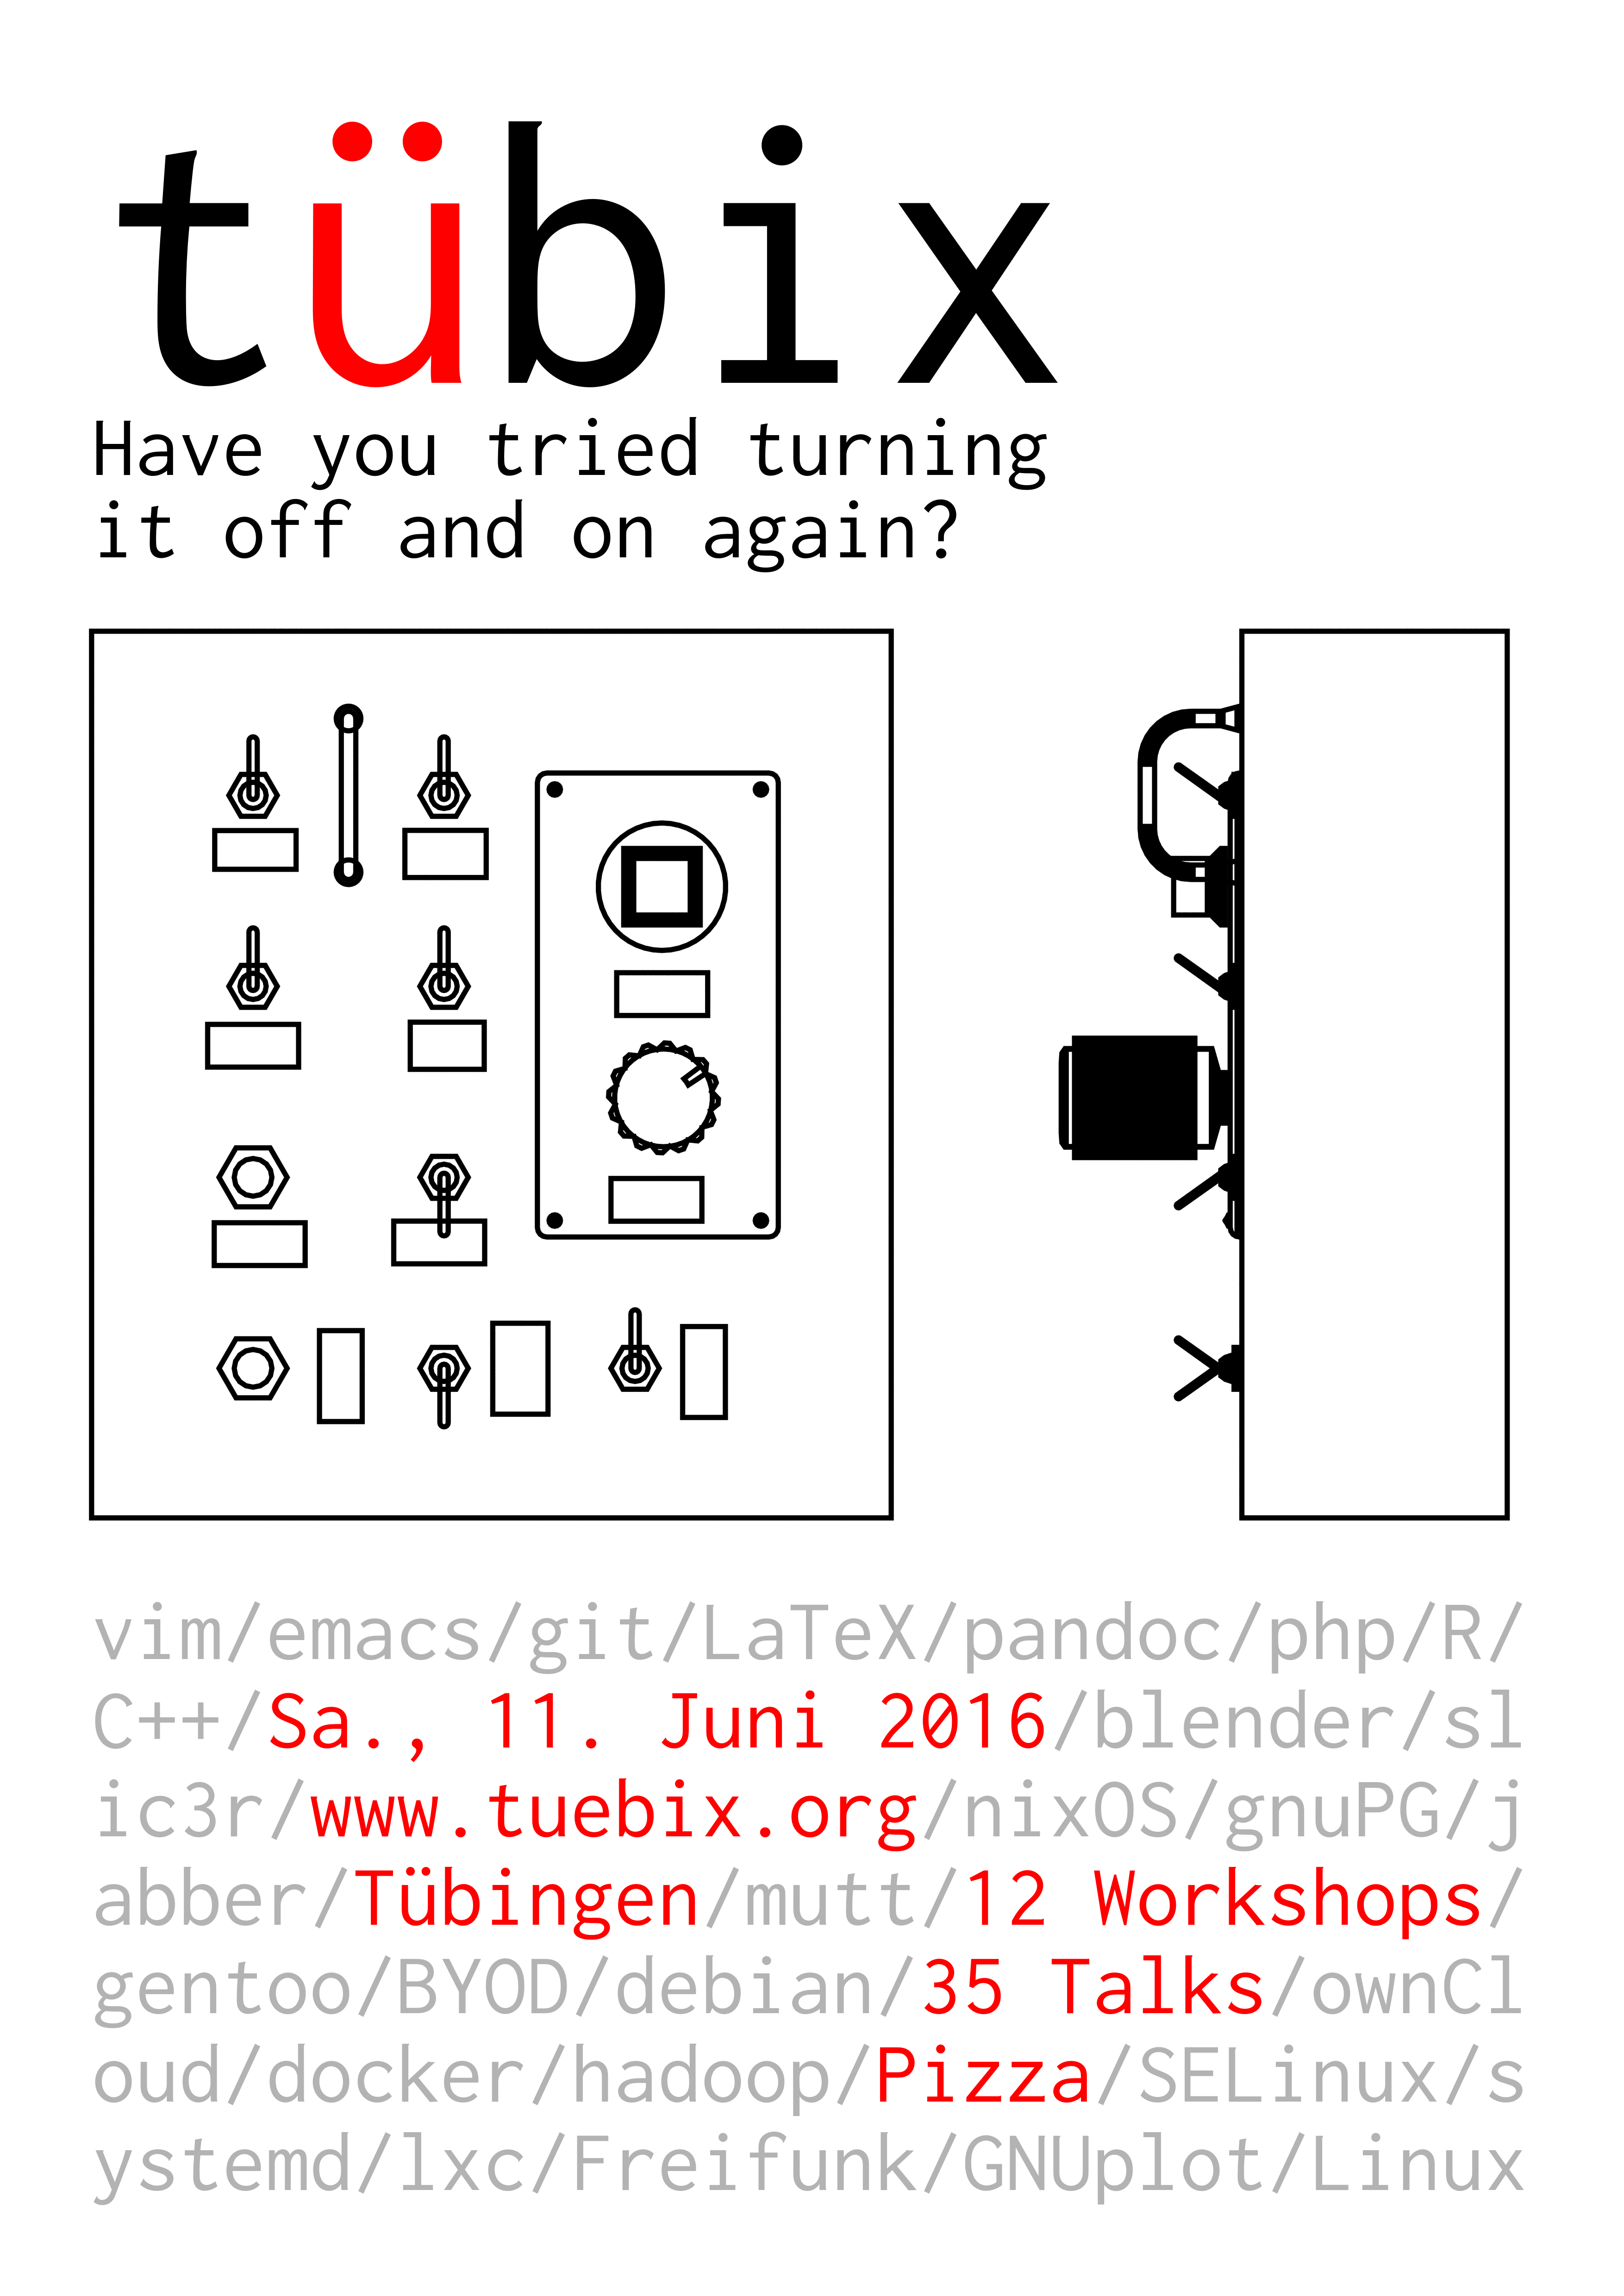 tübix
Have you tried turning
it off and on again?
vim/emacs/git/LaTeX/pandoc/php/R/
C++/Sa., 11. Juni 2016/blender/sl
ic3r/www.tuebix.org/nixOS/gnuPG/j
abber/Tübingen/mutt/12 Workshops/
gentoo/BYOD/debian/35 Talks/ownCl
oud/docker/hadoop/Pizza/SELinux/s
ystemd/lxc/Freifunk/GNUplot/Linux